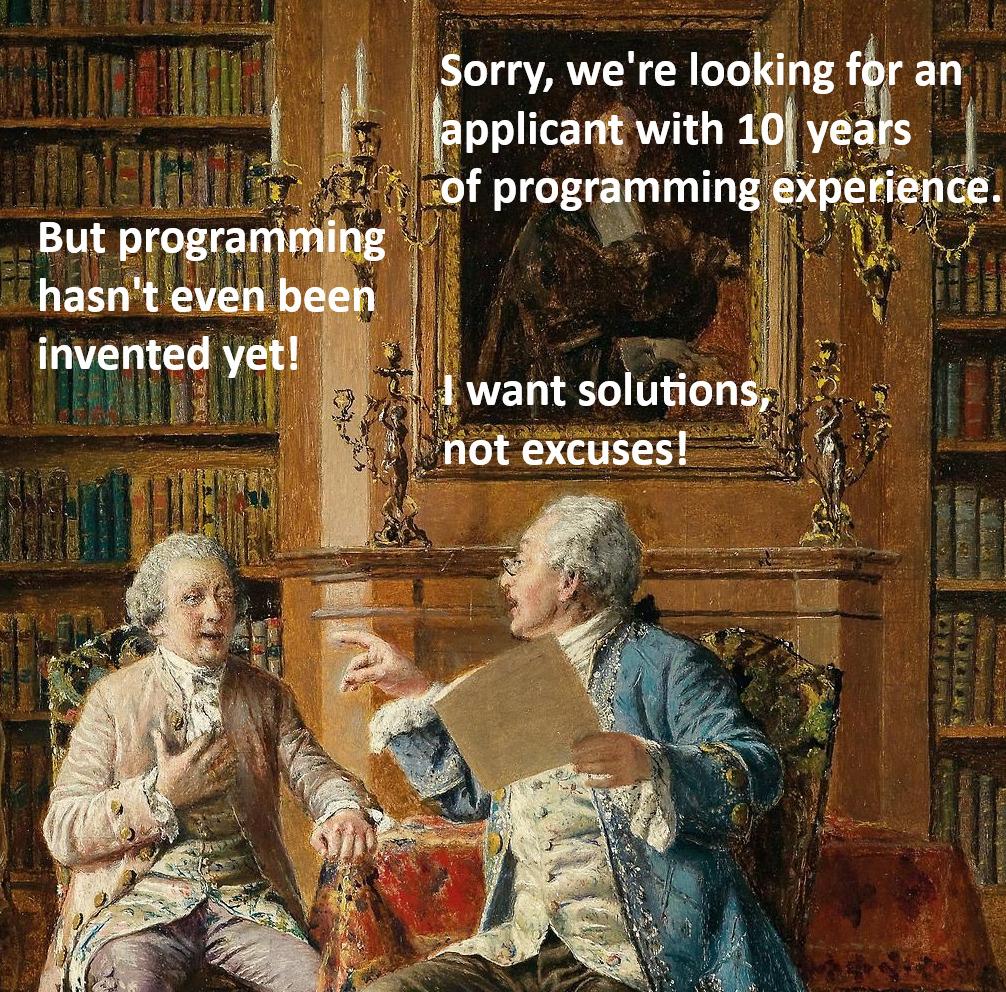 Sorry, we're looking for an
applicant with 10  years
of programming experience.
But programming
hasn't even been
invented yet!
I want solutions,
not excuses!